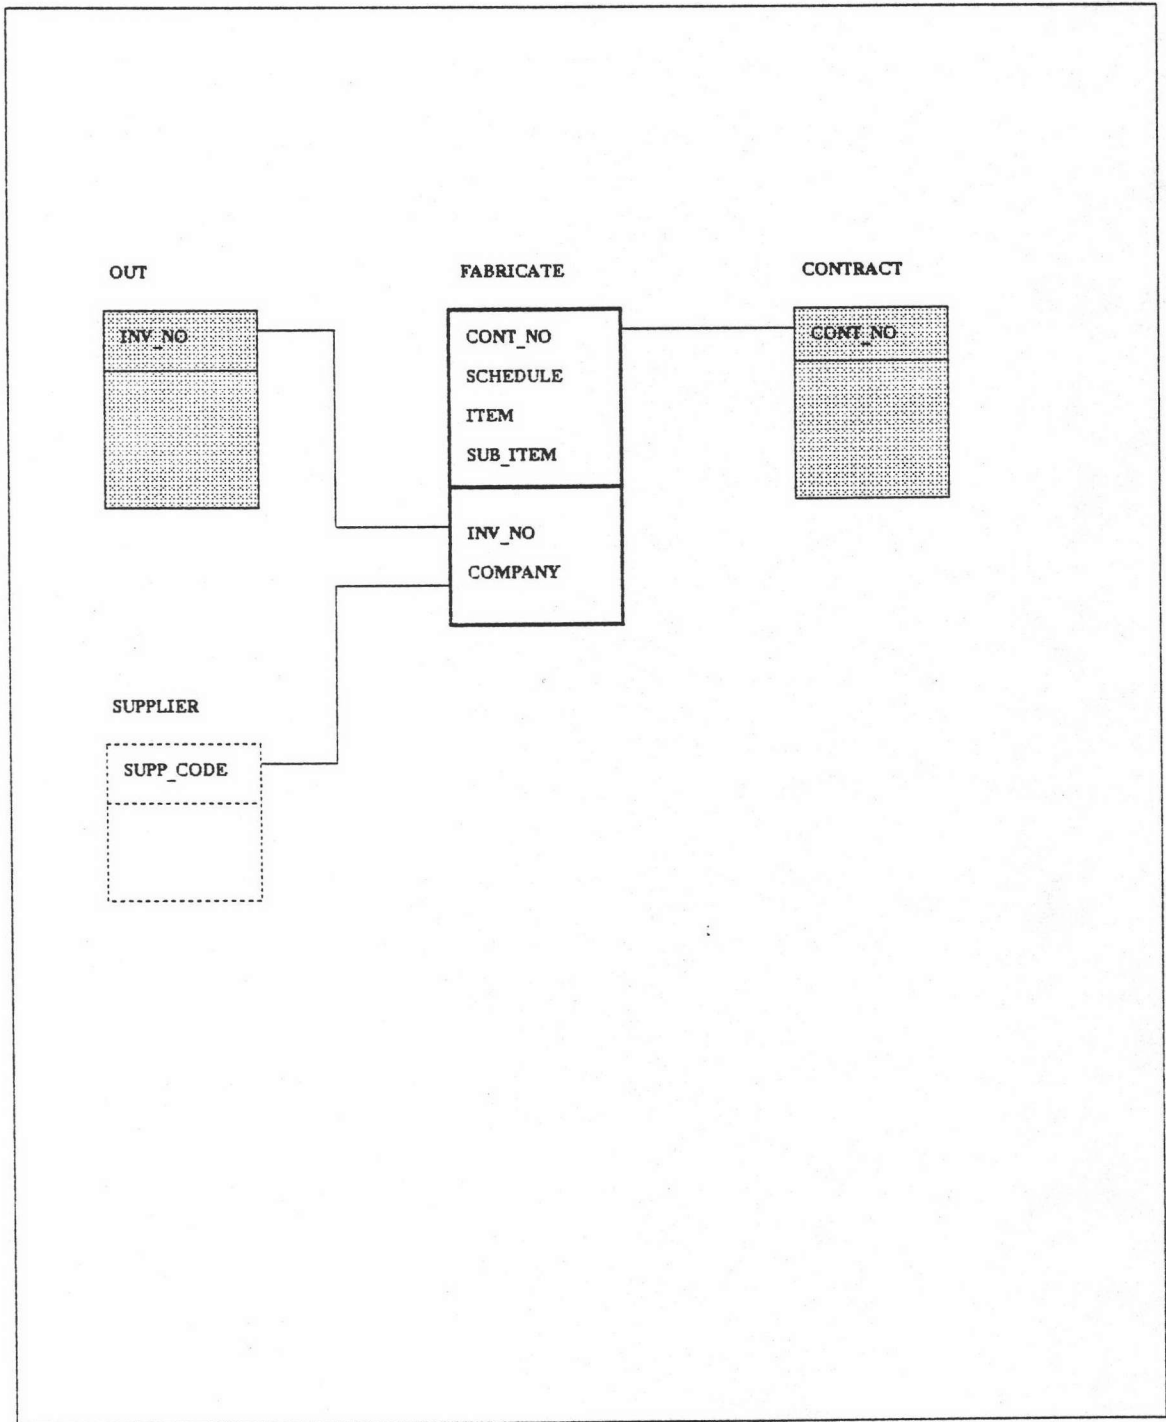 OUT
INV_NO
FABRICATE
CONT_NO
SCHEDULE
ITEM
SUB_ITEM
INV_NO
COMPANY
CONTRACT
CONT_NO
SUPPLIER
SUPP_CODE